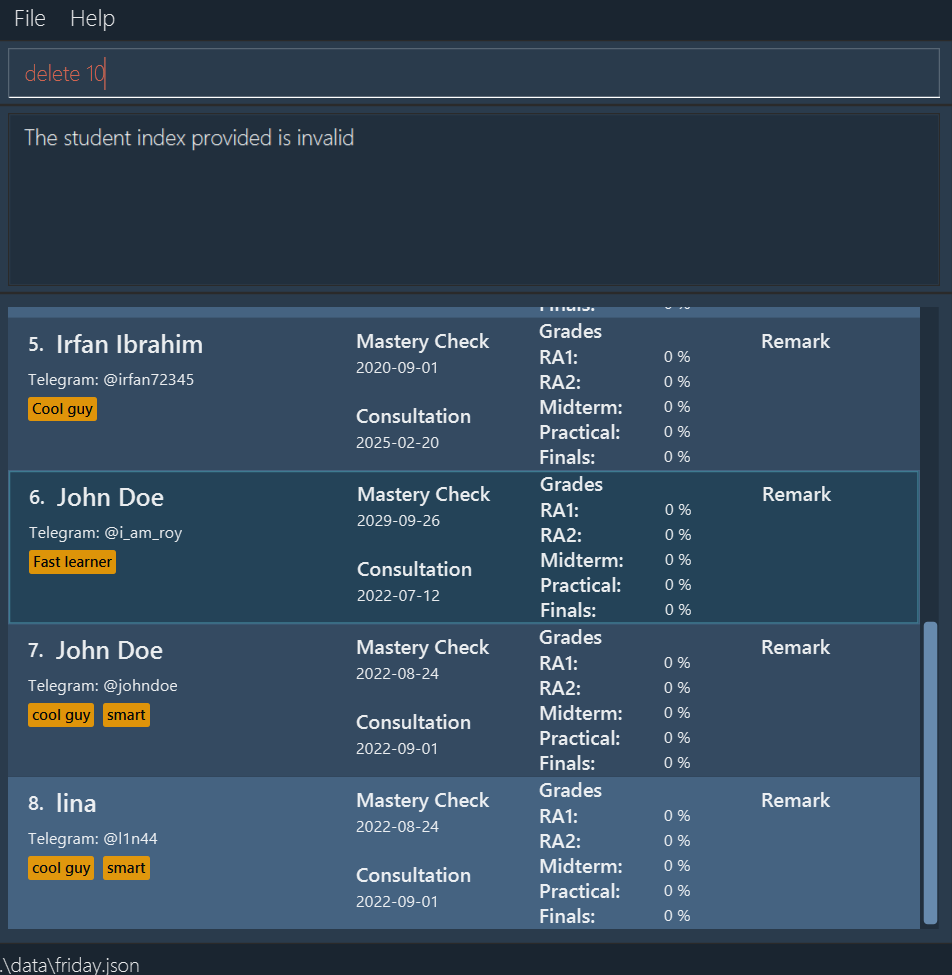 File Help
delete 10
The student index provided is invalid
Finals: 0 %
5. Irfan Ibrahim
Telegram: @irfan72345
Cool guy
Mastery Check
2020-09-01
Consultation
2025-02-20
Grades
RA1: 0 %
RA2: 0 %
Midterm: 0 %
Practical: 0 %
Finals: 0 %
Remark
6. John Doe
Telegram: @i_am_roy
Fast learner
Mastery Check
2029-09-26
Consultation
2022-07-12
Grades
RA1: 0 %
RA2: 0 %
Midterm: 0 %
Practical: 0 %
Finals: 0 %
Remark
7. John Doe
Telegram: @johndoe
cool guy smart
Mastery Check
2022-08-24
Consultation
2022-09-01
Grades
RA1: 0 %
RA2: 0 %
Midterm: 0 %
Practical: 0 %
Finals: 0 %
Remark
8. lina
Telegram: @l1n44
cool guy smart
Mastery Check
2022-08-24
Consultation
2022-09-01
Grades
RA1: 0 %
RA2: 0 %
Midterm: 0 %
Practical: 0 %
Finals: 0 %
Remark
.\data\friday.json